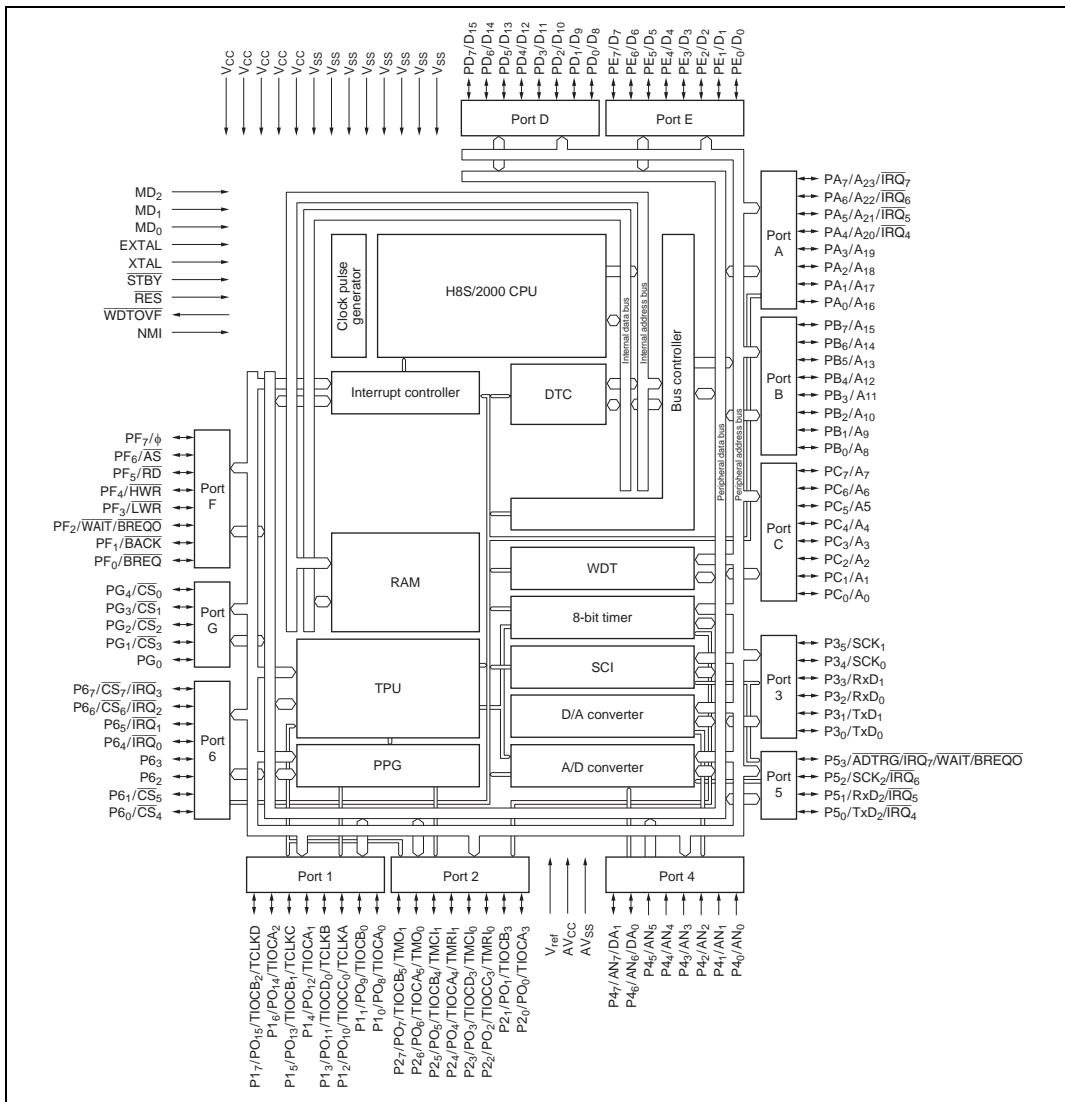 VCC
VCC
VCC
VCC
VCC
VSS
VSS
VSS
VSS
VSS
VSS
VSS
VSS
PD7/D15
PD6/D14
PD5/D13
PD4/D12
PD3/D11
PD2/D10
PD1/D9
PD0/D8
PE7/D7
PE6/D6
PE5/D5
PE4/D4
PE3/D3
PE2/D2
PE1/D1
PE0/D0
Port D
Port E
MD2
MD1
MD0
EXTAL
XTAL
STBY
RES
WDTOVF
NMI
Clock pulse
generator
H8S/2000 CPU
Internal data bus
Internal address bus
Bus controller
Interrupt controller
DTC
Peripheral data bus
Peripheral address bus
Port
A
PA7/A23/IRQ7
PA6/A22/IRQ6
PA5/A21/IRQ5
PA4/A20/IRQ4
PA3/A19
PA2/A18
PA1/A17
PA0/A16
Port
B
PB7/A15
PB6/A14
PB5/A13
PB4/A12
PB3/A11
PB2/A10
PB1/A9
PB0/A8
Port
C
PC7/A7
PC6/A6
PC5/A5
PC4/A4
PC3/A3
PC2/A2
PC1/A1
PC0/A0
PF7/ϕ
PF6/AS
PF5/RD
PF4/HWR
PF3/LWR
PF2/WAIT/BREQO
PF1/BACK
PF0/BREQ
Port
F
PG4/CS0
PG3/CS1
PG2/CS2
PG1/CS3
PG0
Port
G
P67/CS7/IRQ3
P66/CS6/IRQ2
P65/IRQ1
P64/IRQ0
P63
P62
P61/CS5
P60/CS4
Port
6
RAM
WDT
8-bit timer
TPU
SCI
D/A converter
PPG
A/D converter
Port
3
P35/SCK1
P34/SCK0
P33/RxD1
P32/RxD0
P31/TxD1
P30/TxD0
Port
5
P53/ADTRG/IRQ7/WAIT/BREQO
P52/SCK2/IRQ6
P51/RxD2/IRQ5
P50/TxD2/IRQ4
Port 1
Port 2
Port 4
P17/PO15/TIOCB2/TCLKD
P16/PO14/TIOCA2
P15/PO13/TIOCB1/TCLKC
P14/PO12/TIOCA1
P13/PO11/TIOCD0/TCLKB
P12/PO10/TIOCC0/TCLKA
P11/PO9/TIOCB0
P10/PO8/TIOCA0
P27/PO7/TIOCB5/TMO1
P26/PO6/TIOCA5/TMO0
P25/PO5/TIOCB4/TMCI1
P24/PO4/TIOCA4/TMRI1
P23/PO3/TIOCD3/TMCI0
P22/PO2/TIOCC3/TMRI0
P21/PO1/TIOCB3
P20/PO0/TIOCA3
Vref
AVCC
AVSS
P47/AN7/DA1
P46/AN6/DA0
P45/AN5
P44/AN4
P43/AN3
P42/AN2
P41/AN1
P40/AN0